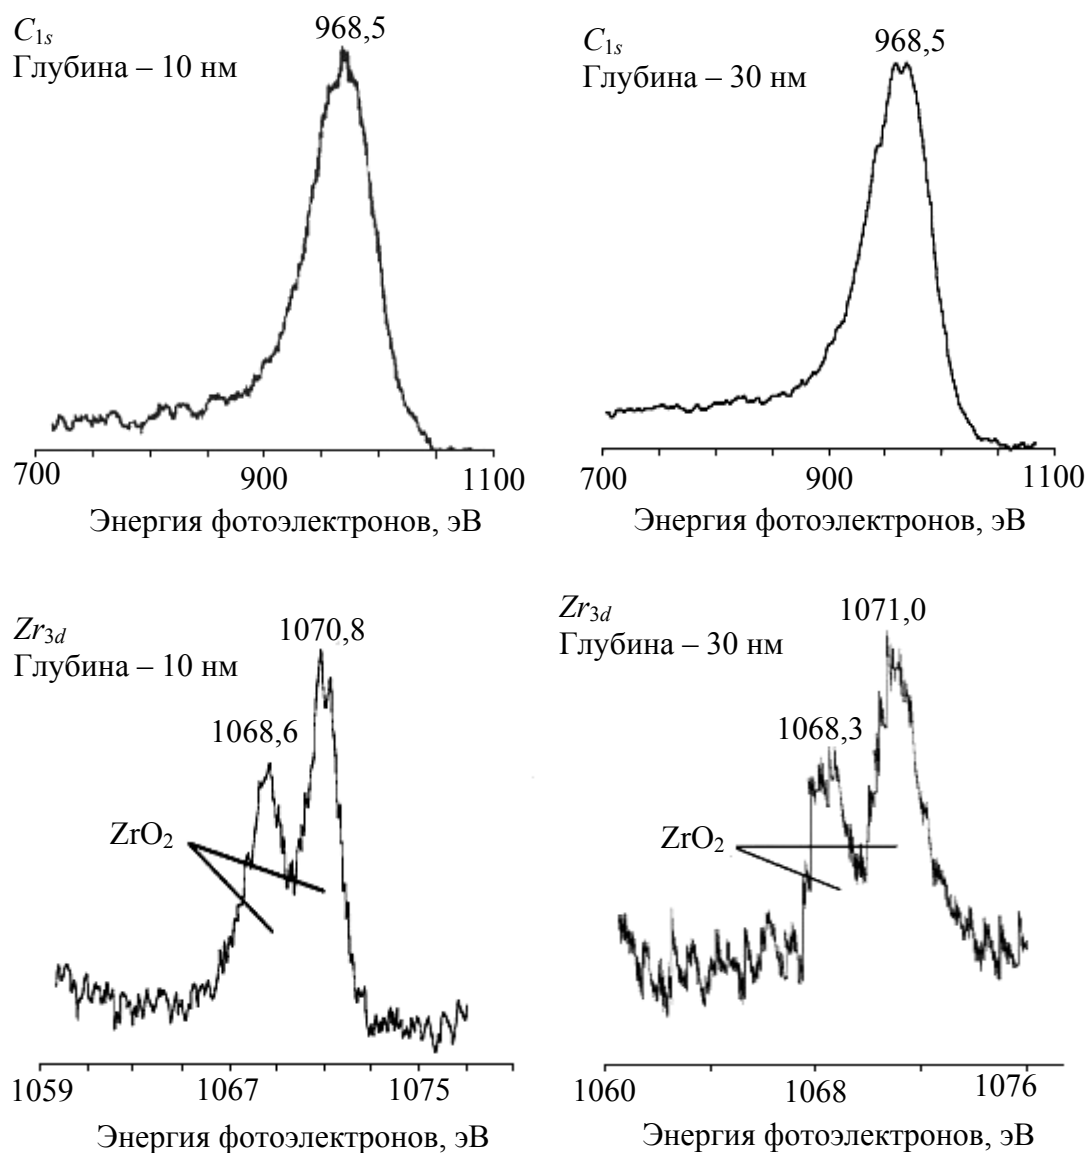 C1s
Глубина – 10 нм
968,5
700
900
1100
Энергия фотоэлектронов, эВ
C1s
Глубина – 30 нм
968,5
700
900
1100
Энергия фотоэлектронов, эВ
Zr3d
Глубина – 10 нм
1070,8
1068,6
ZrO2
1059
1067
1075
Энергия фотоэлектронов, эВ
Zr3d
Глубина – 30 нм
1071,0
1068,3
ZrO2
1060
1068
1076
Энергия фотоэлектронов, эВ